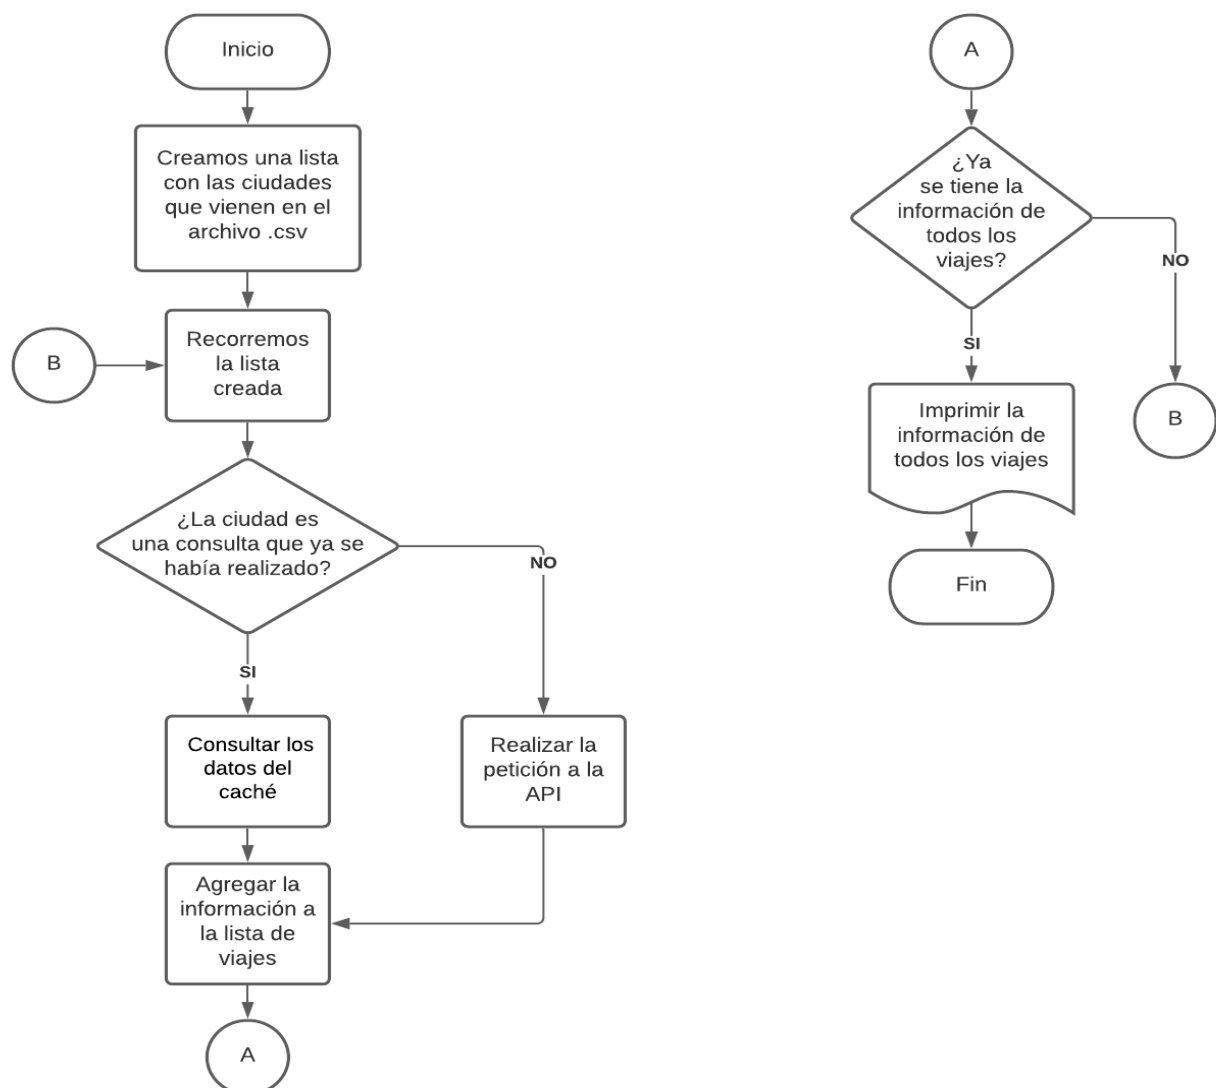 Inicio
Creamos una lista
con las ciudades
que vienen en el
archivo .csv
B
Recorremos
la lista
creada
¿La ciudad es
una consulta que ya se
había realizado?
NO
SI
Consultar los
datos del
caché
Realizar la
petición a la
API
Agregar la
información a
la lista de
viajes
A
A
¿Ya
se tiene la
información de
todos los
viajes?
NO
SI
Imprimir la
información de
todos los viajes
B
Fin